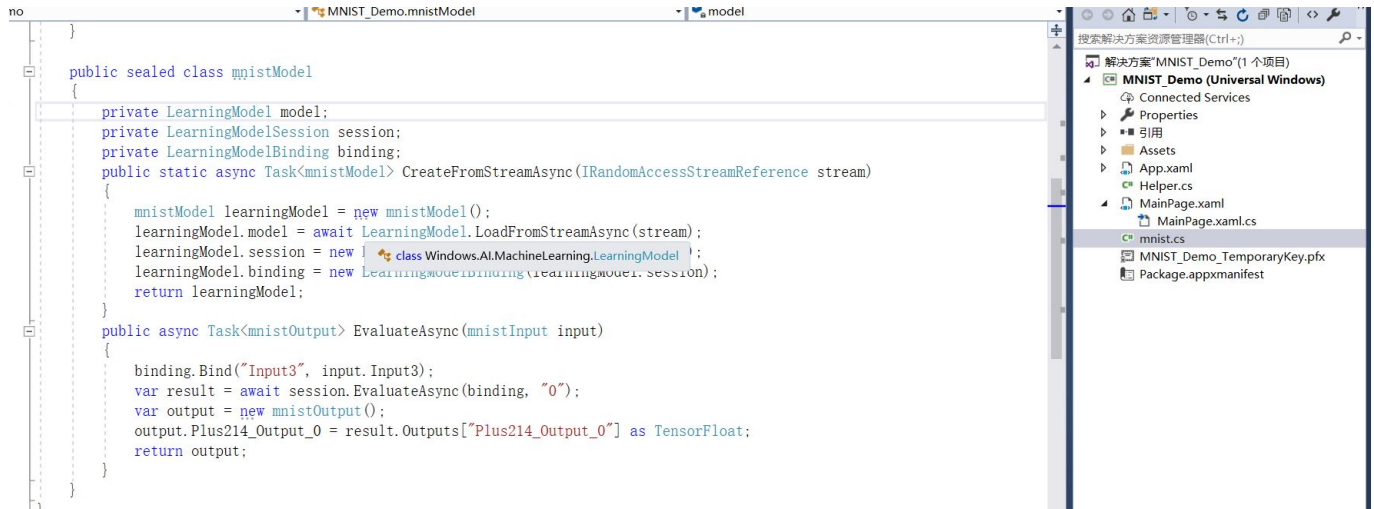 no
MNIST_Demo.mnistModel
model
}
public sealed class mnistModel
{
private LearningModel model;
private LearningModelSession session;
private LearningModelBinding binding;
public static async Task<mnistModel> CreateFromStreamAsync(IRandomAccessStreamReference stream)
{
mnistModel learningModel = new mnistModel();
learningModel.model = await LearningModel.LoadFromStreamAsync(stream);
learningModel.session = new
class Windows.AI.MachineLearning.LearningModel
);
learningModel.binding = new LearningModelBinding(learningModel.session);
return learningModel;
}
public async Task<mnistOutput> EvaluateAsync(mnistInput input)
{
binding.Bind("Input3", input.Input3);
var result = await session.EvaluateAsync(binding, "0");
var output = new mnistOutput();
output.Plus214_Output_0 = result.Outputs["Plus214_Output_0"] as TensorFloat;
return output;
}
}
}
搜索解决方案资源管理器(Ctrl+;)
解决方案"MNIST_Demo"(1 个项目)
MNIST_Demo (Universal Windows)
Connected Services
Properties
引用
Assets
App.xaml
C# Helper.cs
MainPage.xaml
MainPage.xaml.cs
C# mnist.cs
MNIST_Demo_TemporaryKey.pfx
Package.appxmanifest